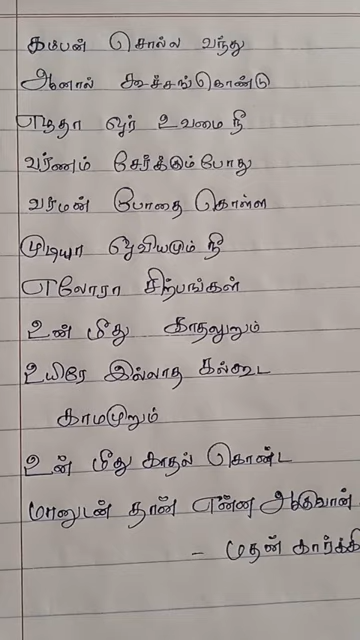 கம்பன் சொல்ல வந்து
ஆனால் கூச்சங்கொண்டு
எழுதா ஓர் உவமை நீ
வர்ணம் சேர்க்கும் போது
வர்மன் போதை கொள்ள
முடியா ஓவியமும் நீ
எலோரா சிற்பங்கள்
உன் மீது காதலுறும்
உயிரே இல்லாத கல்கூட
காமமுறும்
உன் மீது காதல் கொண்ட
மானுடன் தான் என்ன ஆகுவான்
- மதன் கார்க்கி